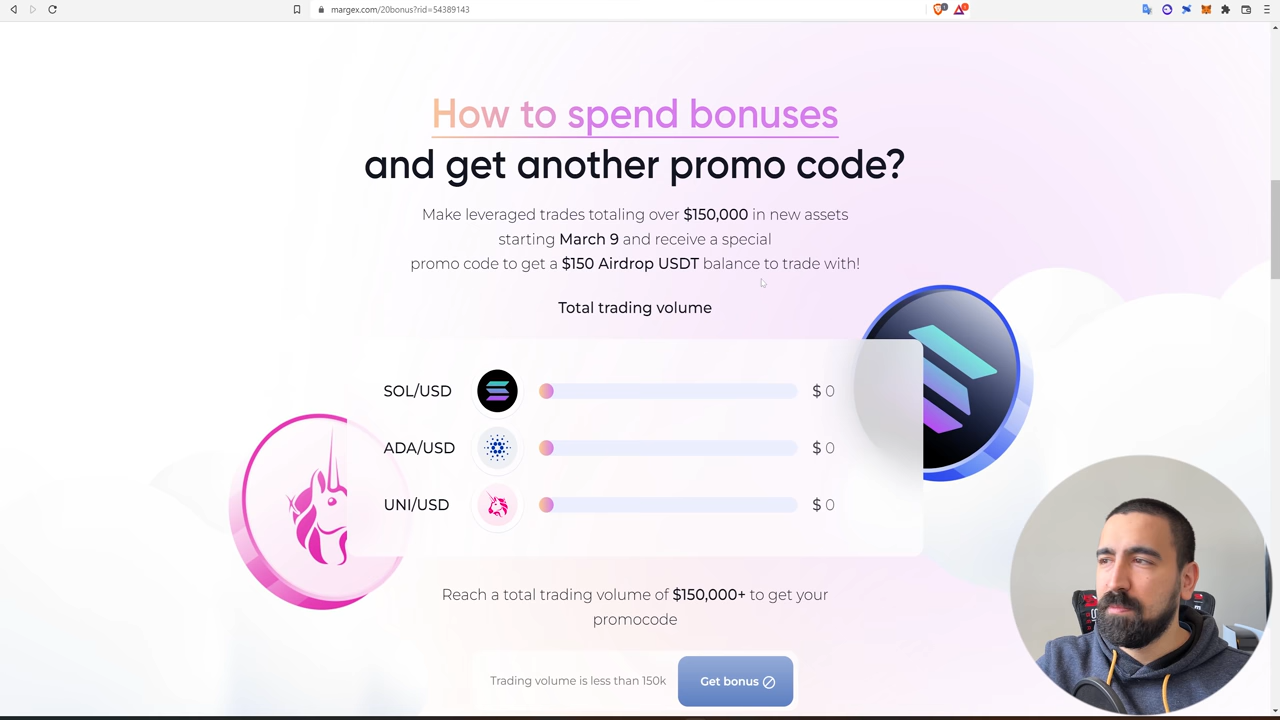 margex.com/20bonus?rid=54389143
How to spend bonuses
and get another promo code?
Make leveraged trades totaling over $150,000 in new assets
starting March 9 and receive a special
promo code to get a $150 Airdrop USDT balance to trade with!
Total trading volume
SOL/USD $ 0
ADA/USD $ 0
UNI/USD $ 0
Reach a total trading volume of $150,000+ to get your
promocode
Trading volume is less than 150k Get bonus